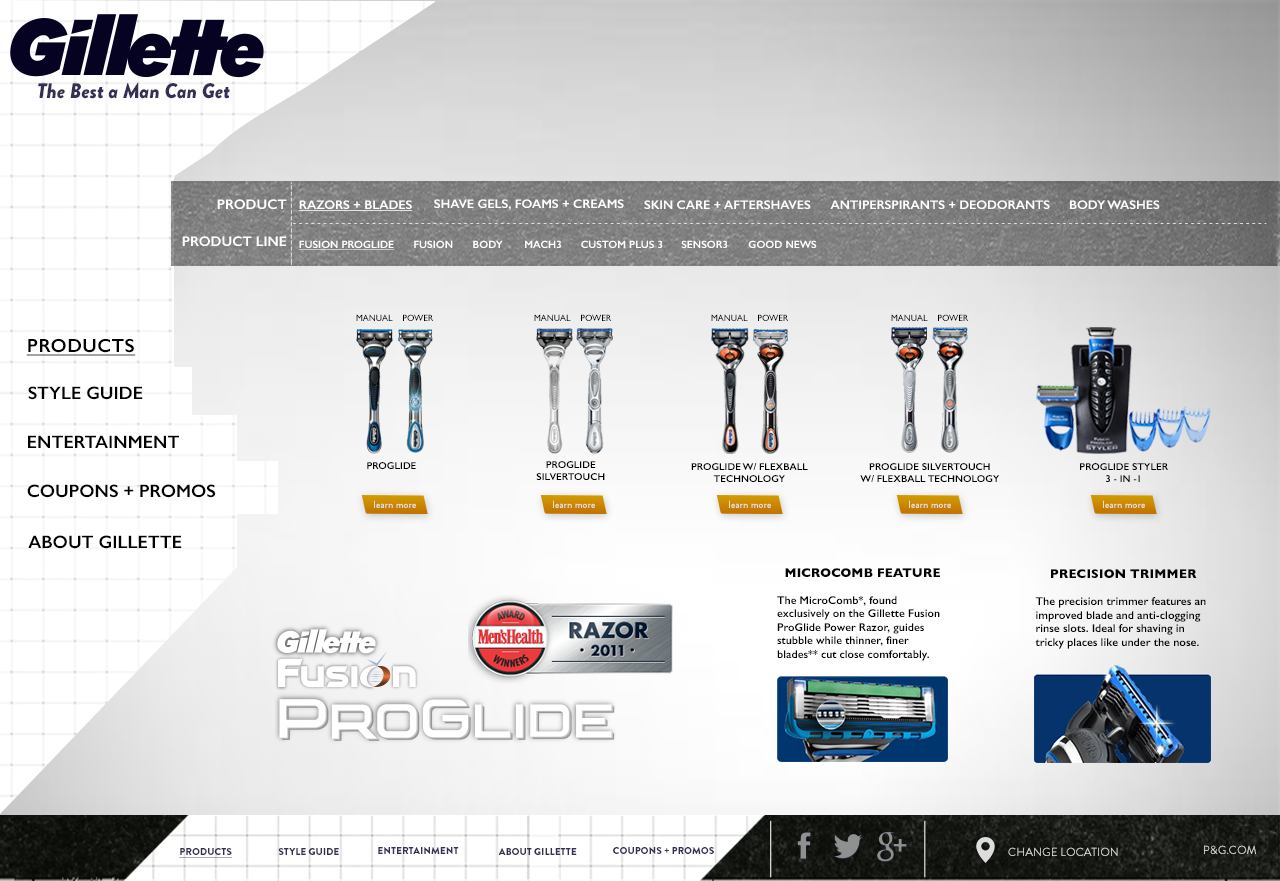 Gillette
The Best a Man Can Get
PRODUCT
RAZORS + BLADES
SHAVE GELS, FOAMS + CREAMS
SKIN CARE + AFTERSHAVES
ANTIPERSPIRANTS + DEODORANTS
BODY WASHES
PRODUCT LINE
FUSION PROGLIDE
FUSION
BODY
MACH3
CUSTOM PLUS 3
SENSOR3
GOOD NEWS
PRODUCTS
STYLE GUIDE
ENTERTAINMENT
COUPONS + PROMOS
ABOUT GILLETTE
MANUAL POWER
PROGLIDE
learn more
MANUAL POWER
PROGLIDE
SILVERTOUCH
learn more
MANUAL POWER
PROGLIDE W/ FLEXBALL
TECHNOLOGY
learn more
MANUAL POWER
PROGLIDE SILVERTOUCH
W/ FLEXBALL TECHNOLOGY
learn more
STYLER
PROGLIDE STYLER
3 - IN -1
learn more
Gillette
FUSION
PROGLIDE
AWARD
Men'sHealth
WINNERS
RAZOR
· 2011 ·
MICROCOMB FEATURE
The MicroComb*, found
exclusively on the Gillette Fusion
ProGlide Power Razor, guides
stubble while thinner, finer
blades** cut close comfortably.
PRECISION TRIMMER
The precision trimmer features an
improved blade and anti-clogging
rinse slots. Ideal for shaving in
tricky places like under the nose.
PRODUCTS
STYLE GUIDE
ENTERTAINMENT
ABOUT GILLETTE
COUPONS + PROMOS
CHANGE LOCATION
P&G.COM